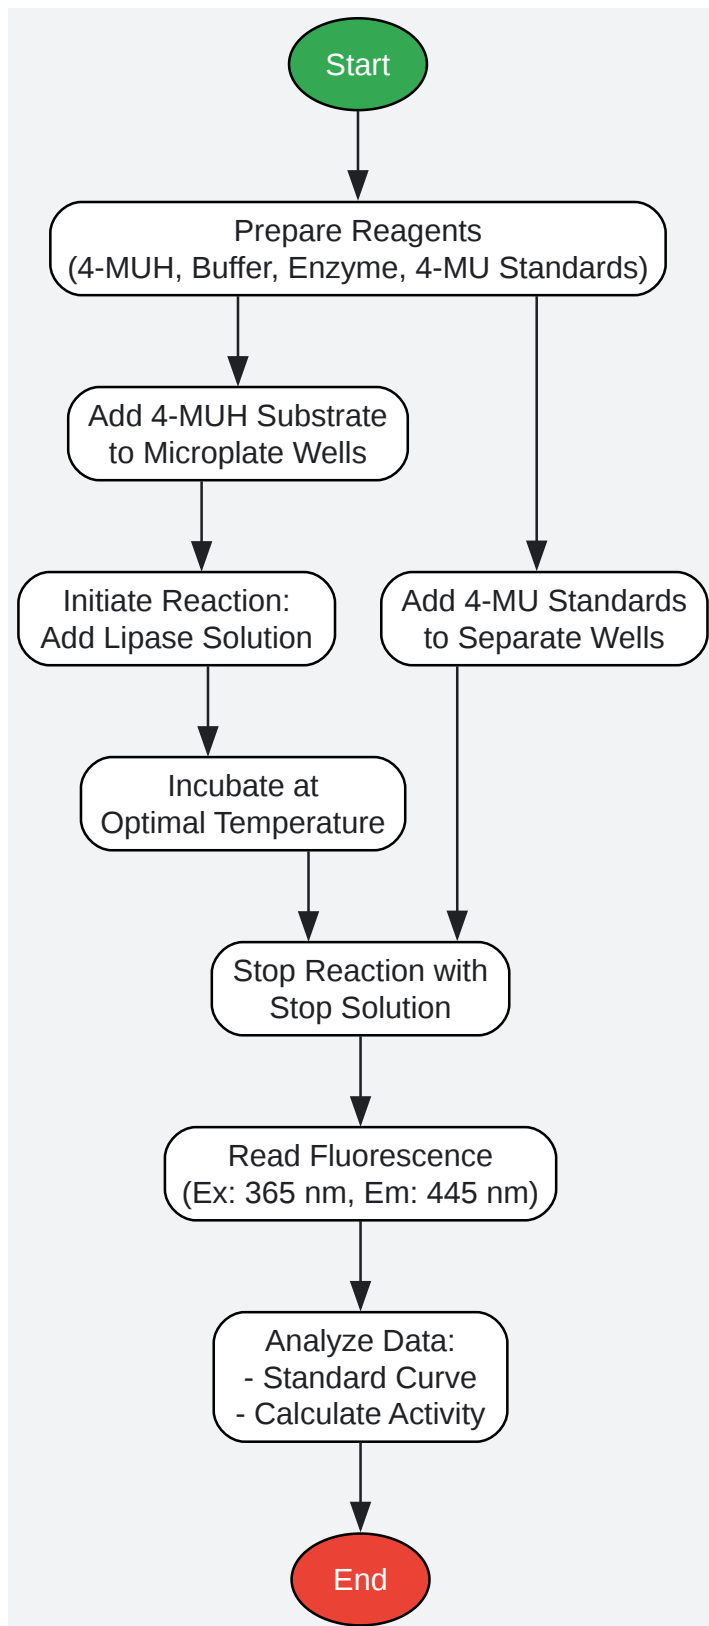 Start
Prepare Reagents
(4-MUH, Buffer, Enzyme, 4-MU Standards)
Add 4-MUH Substrate
to Microplate Wells
Initiate Reaction:
Add Lipase Solution
Add 4-MU Standards
to Separate Wells
Incubate at
Optimal Temperature
Stop Reaction with
Stop Solution
Read Fluorescence
(Ex: 365 nm, Em: 445 nm)
Analyze Data:
- Standard Curve
- Calculate Activity
End